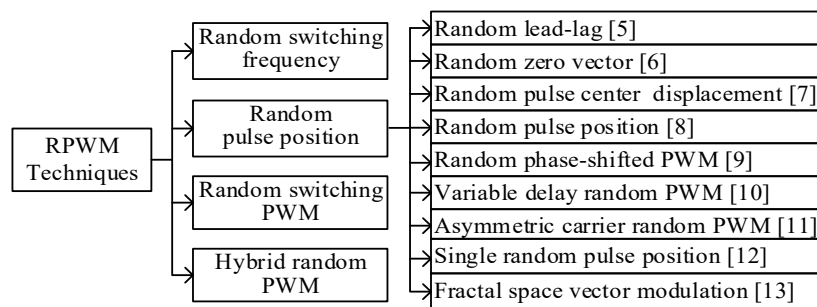 RPWM
Techniques
Random switching
frequency
Random
pulse position
Random switching
PWM
Hybrid random
PWM
Random lead-lag [5]
Random zero vector [6]
Random pulse center displacement [7]
Random pulse position [8]
Random phase-shifted PWM [9]
Variable delay random PWM [10]
Asymmetric carrier random PWM [11]
Single random pulse position [12]
Fractal space vector modulation [13]